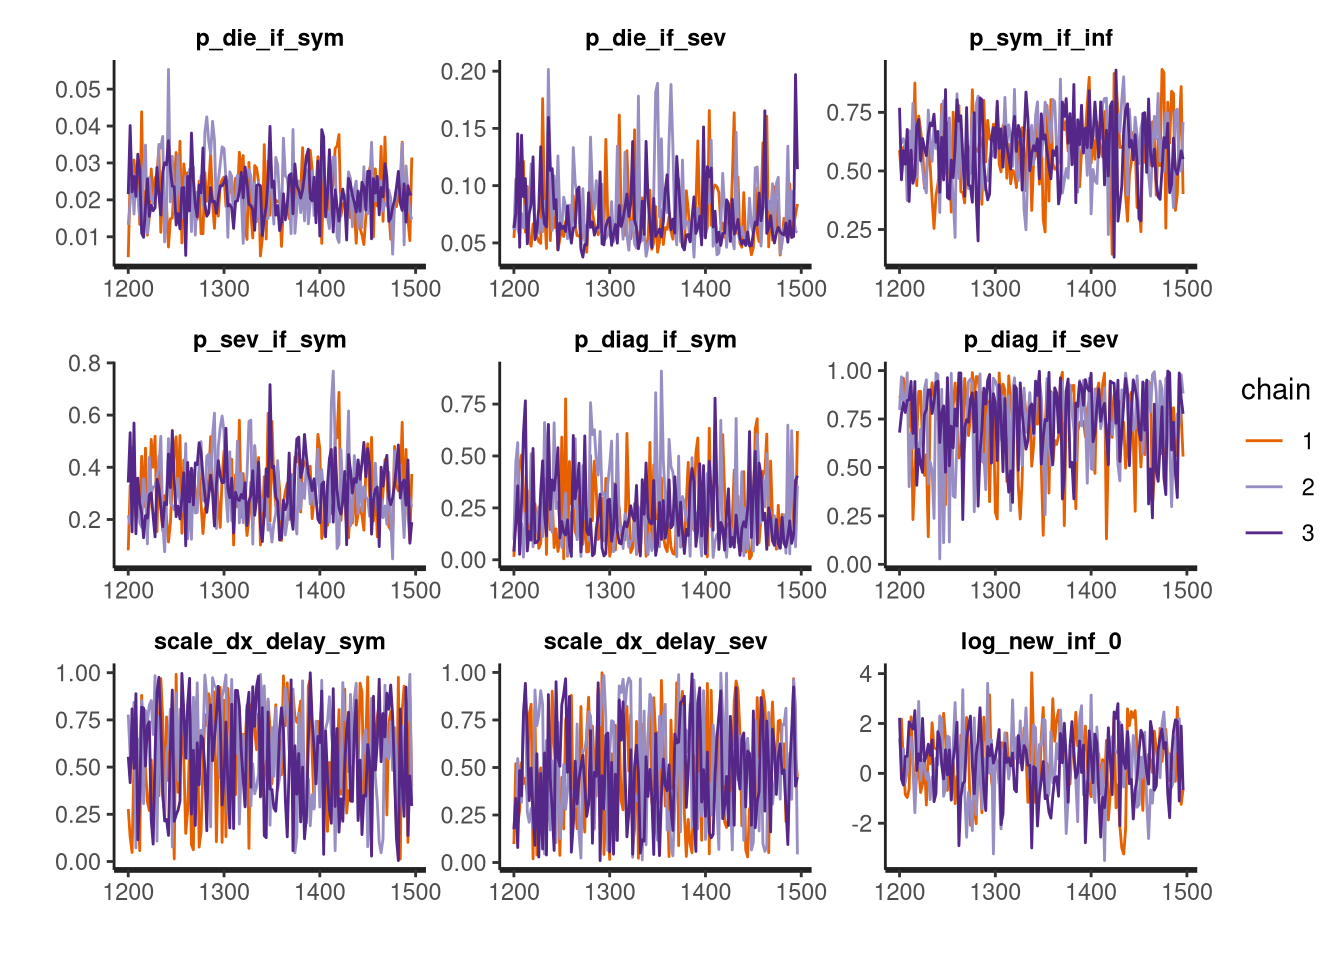 p_die_if_sym p_die_if_sev p_sym_if_inf
0.05 0.04 0.03 0.02 0.01
0.20 0.15 0.10 0.05
0.75 0.50 0.25
1200 1300 1400 1500 1200 1300 1400 1500 1200 1300 1400 1500
p_sev_if_sym p_diag_if_sym p_diag_if_sev
0.8 0.6 0.4 0.2
0.75 0.50 0.25 0.00
1.00 0.75 0.50 0.25 0.00
1200 1300 1400 1500 1200 1300 1400 1500 1200 1300 1400 1500
scale_dx_delay_sym scale_dx_delay_sev log_new_inf_0
1.00 0.75 0.50 0.25 0.00
1.00 0.75 0.50 0.25 0.00
4 2 0 -2
1200 1300 1400 1500 1200 1300 1400 1500 1200 1300 1400 1500
chain
1
2
3